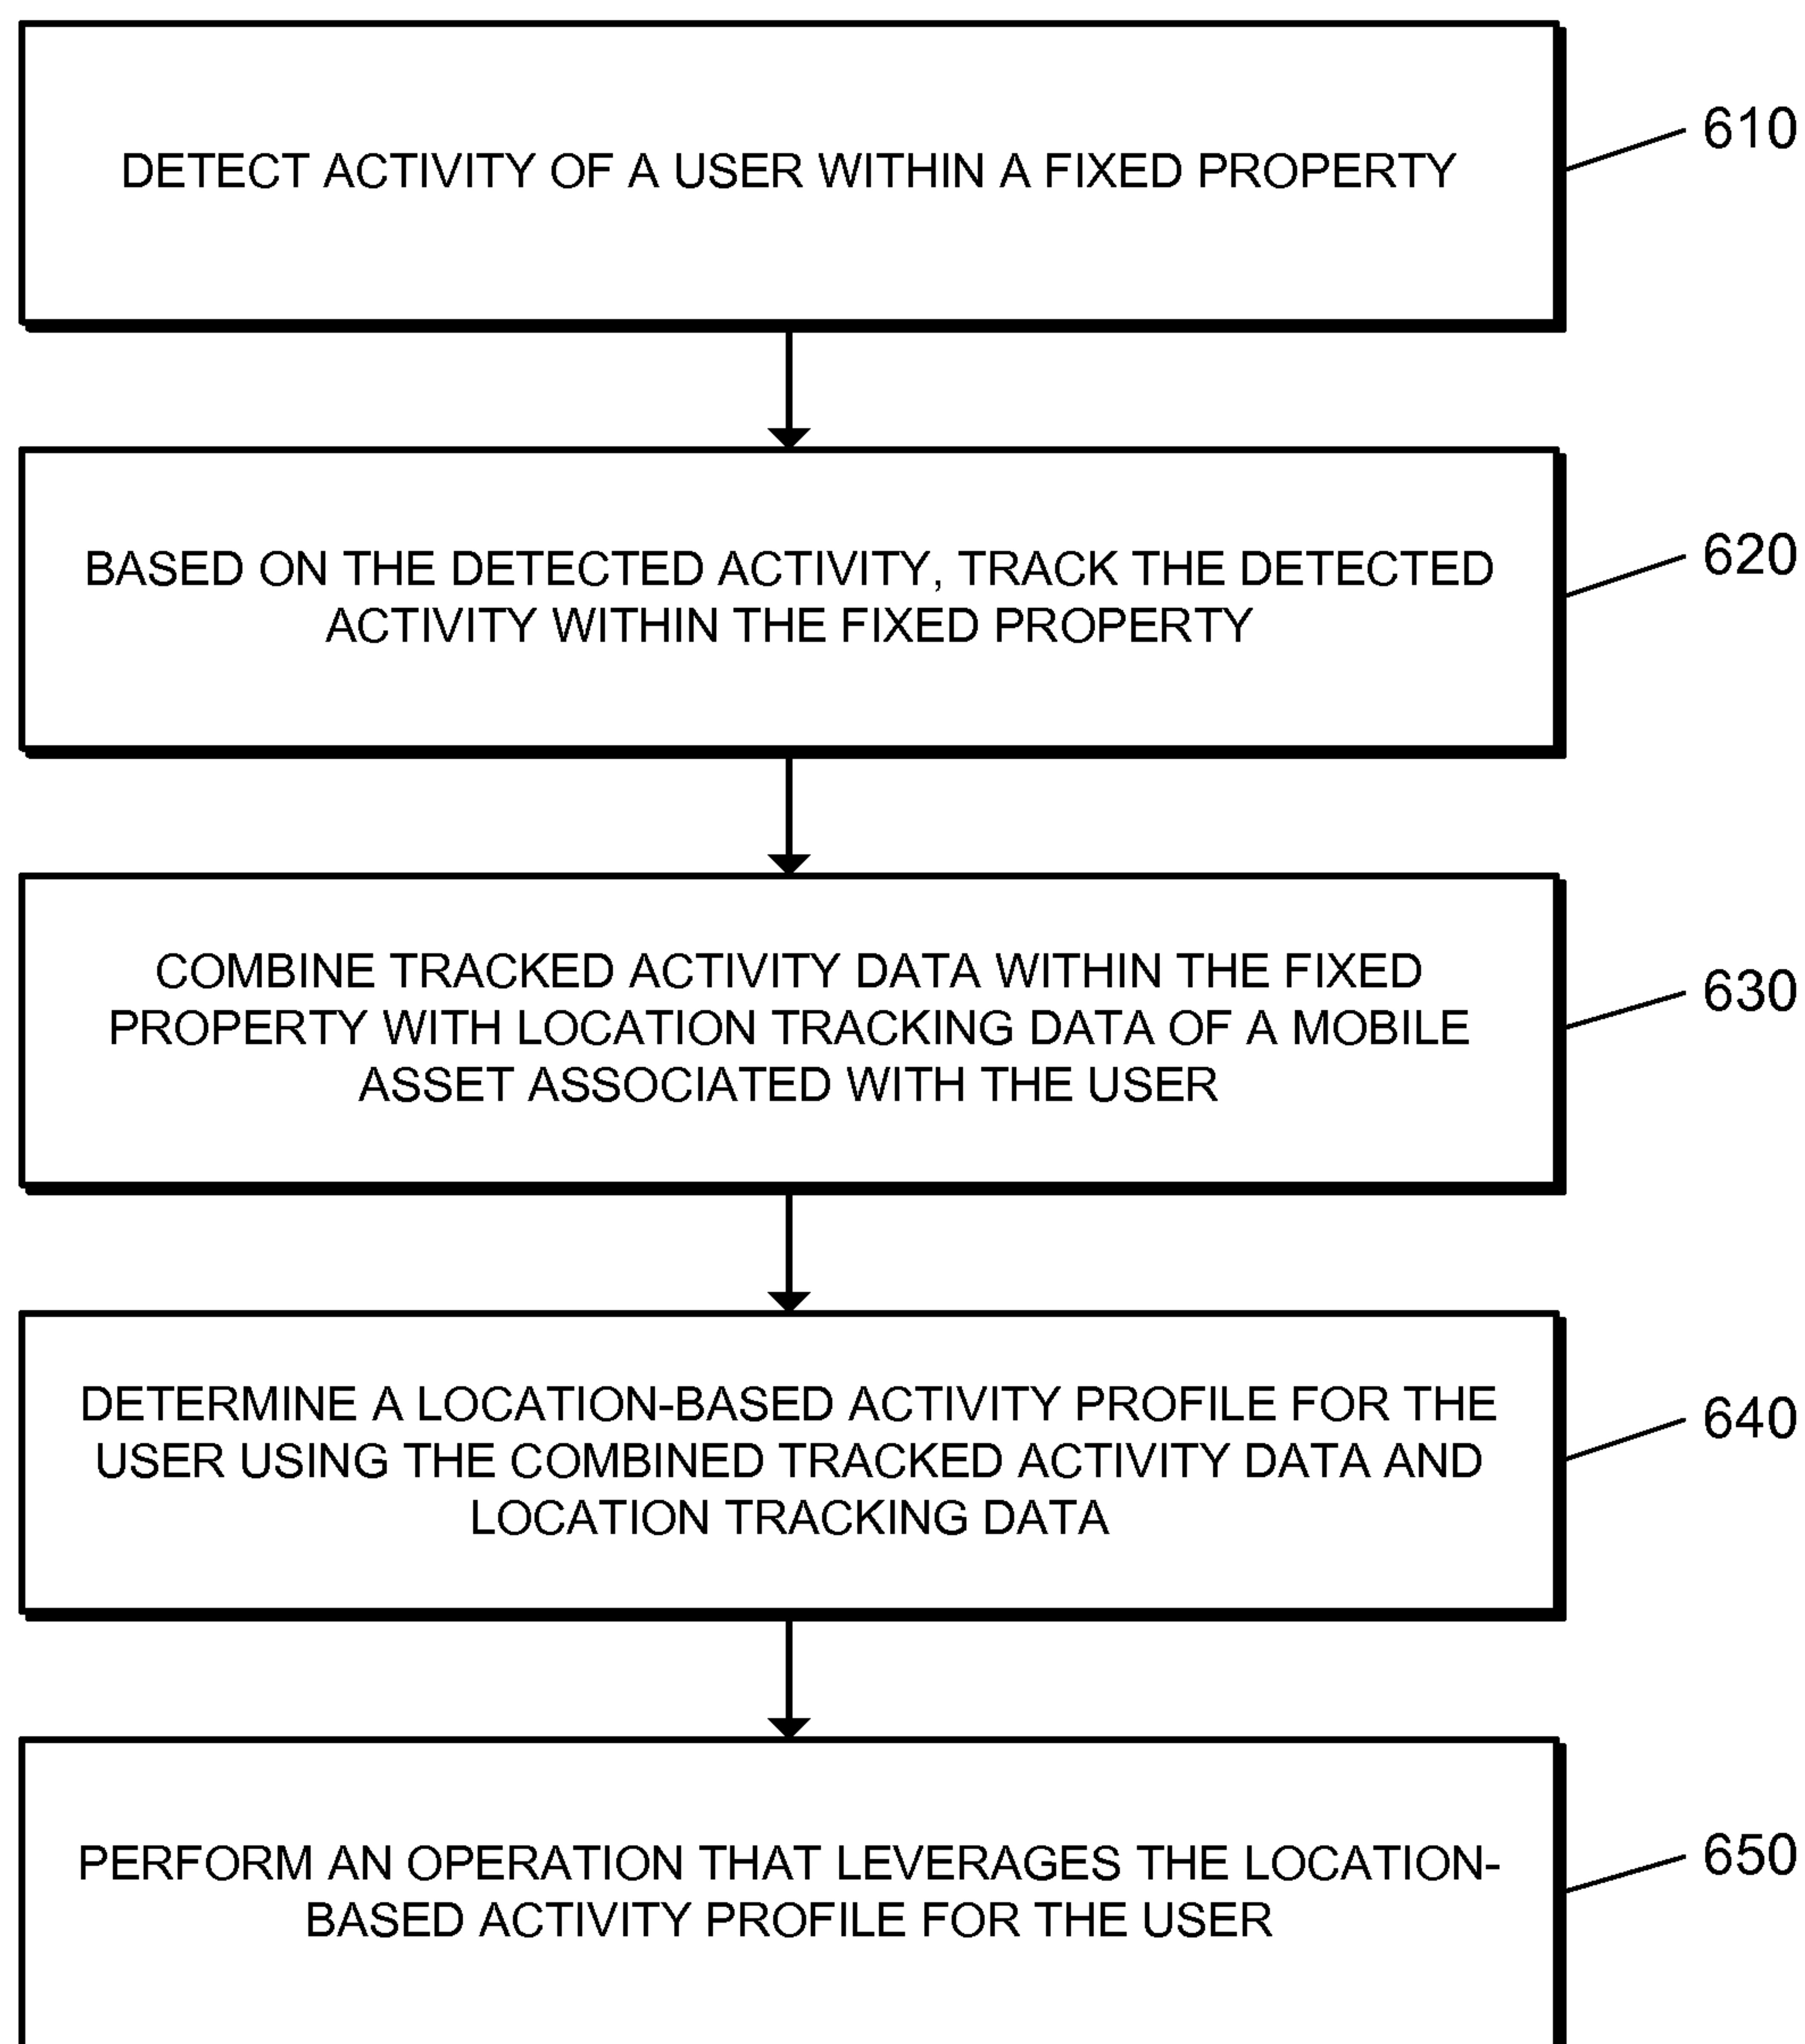 DETECT ACTIVITY OF A USER WITHIN A FIXED PROPERTY
610
BASED ON THE DETECTED ACTIVITY, TRACK THE DETECTED
ACTIVITY WITHIN THE FIXED PROPERTY
620
COMBINE TRACKED ACTIVITY DATA WITHIN THE FIXED
PROPERTY WITH LOCATION TRACKING DATA OF A MOBILE
ASSET ASSOCIATED WITH THE USER
630
DETERMINE A LOCATION-BASED ACTIVITY PROFILE FOR THE
USER USING THE COMBINED TRACKED ACTIVITY DATA AND
LOCATION TRACKING DATA
640
PERFORM AN OPERATION THAT LEVERAGES THE LOCATION-
BASED ACTIVITY PROFILE FOR THE USER
650